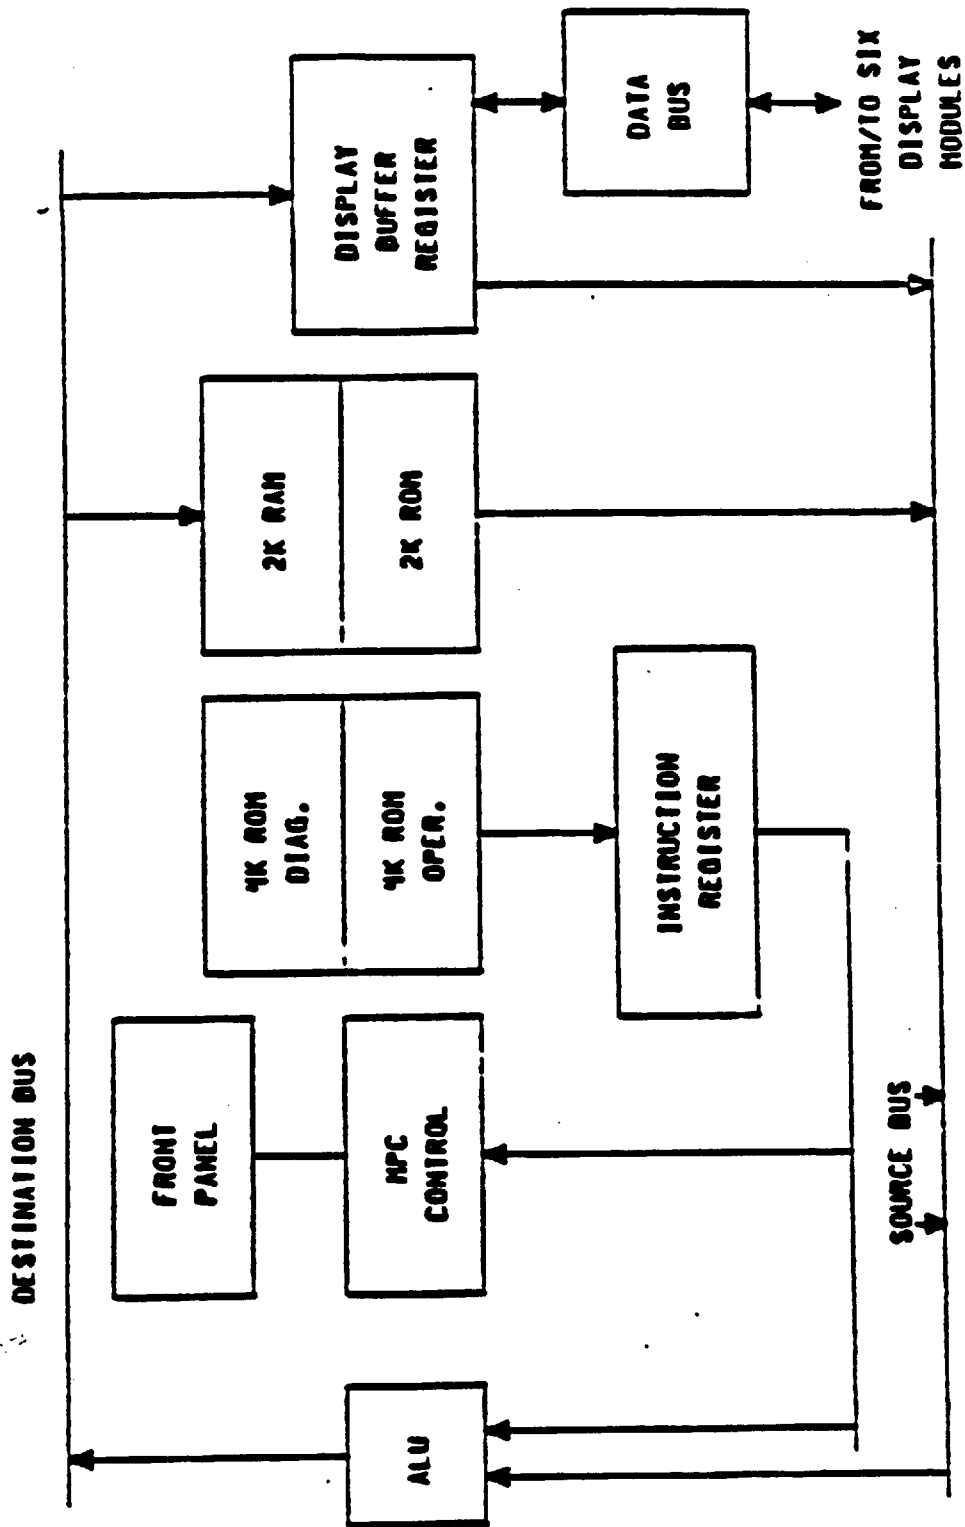 DESTINATION BUS
FRONT
PANEL
MPC
CONTROL
ALU
4K ROM
DIAG.
4K ROM
OPER.
INSTRUCTION
REGISTER
2K RAM
2K ROM
DISPLAY
BUFFER
REGISTER
DATA
BUS
FROM/TO SIX
DISPLAY
MODULES
SOURCE BUS